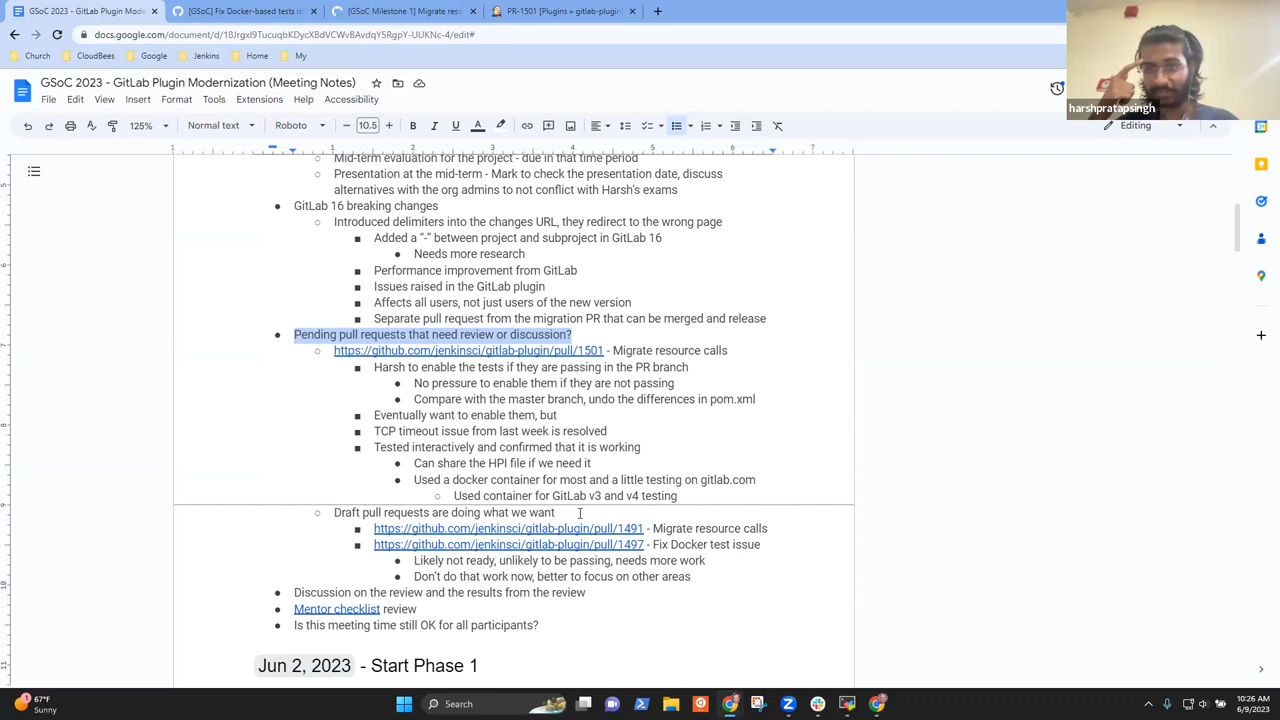 GSoC 2023 - GitLab Plugin Mode
[GSoC] Fix Docker-based tests is
[GSoC Milestone 1] Migrate reso
PR-1501 [Plugins » gitlab-plugin
docs.google.com/document/d/
Church
CloudBees
Google
Jenkins
Home
My
GSoC 2023 - GitLab Plugin Modernization (Meeting Notes)
File Edit View Insert Format Tools Extensions Help Accessibility
125%
Normal text
Roboto
10.5
Editing
harshpratapsingh
Mid-term evaluation for the project - due in that time period
Presentation at the mid-term - Mark to check the presentation date, discuss
alternatives with the org admins to not conflict with Harsh's exams
GitLab 16 breaking changes
Introduced delimiters into the changes URL, they redirect to the wrong page
Added a "-" between project and subproject in GitLab 16
Needs more research
Performance improvement from GitLab
Issues raised in the GitLab plugin
Affects all users, not just users of the new version
Separate pull request from the migration PR that can be merged and release
Pending pull requests that need review or discussion?
https://github.com/jenkinsci/gitlab-plugin/pull/1501 - Migrate resource calls
Harsh to enable the tests if they are passing in the PR branch
No pressure to enable them if they are not passing
Compare with the master branch, undo the differences in pom.xml
Eventually want to enable them, but
TCP timeout issue from last week is resolved
Tested interactively and confirmed that it is working
Can share the HPI file if we need it
Used a docker container for most and a little testing on gitlab.com
Used container for GitLab v3 and v4 testing
Draft pull requests are doing what we want
https://github.com/jenkinsci/gitlab-plugin/pull/1491 - Migrate resource calls
https://github.com/jenkinsci/gitlab-plugin/pull/1497 - Fix Docker test issue
Likely not ready, unlikely to be passing, needs more work
Don't do that work now, better to focus on other areas
Discussion on the review and the results from the review
Mentor checklist review
Is this meeting time still OK for all participants?
Jun 2, 2023 - Start Phase 1
67°F
Sunny
Search
10:26 AM
6/9/2023